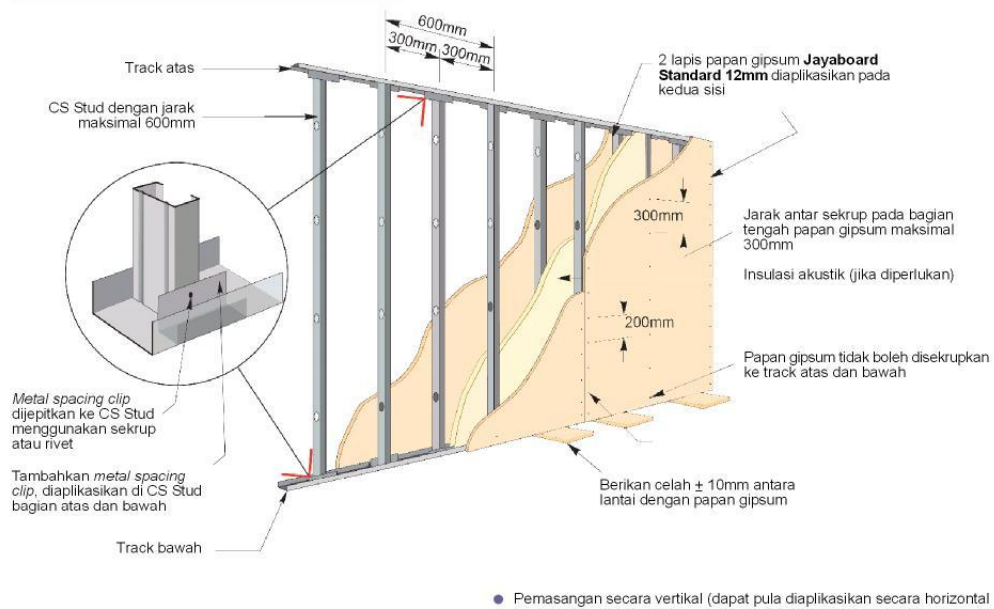 600mm
300mm 300mm
Track atas
CS Stud dengan jarak
maksimal 600mm
2 lapis papan gipsum Jayaboard
Standard 12mm diaplikasikan pada
kedua sisi
300mm
Jarak antar sekrup pada bagian
tengah papan gipsum maksimal
300mm
Insulasi akustik (jika diperlukan)
200mm
Papan gipsum tidak boleh disekrupkan
ke track atas dan bawah
Metal spacing clip
dijepitkan ke CS Stud
menggunakan sekrup
atau rivet
Tambahkan metal spacing
clip, diaplikasikan di CS Stud
bagian atas dan bawah
Berikan celah ± 10mm antara
lantai dengan papan gipsum
Track bawah
● Pemasangan secara vertikal (dapat pula diaplikasikan secara horizontal